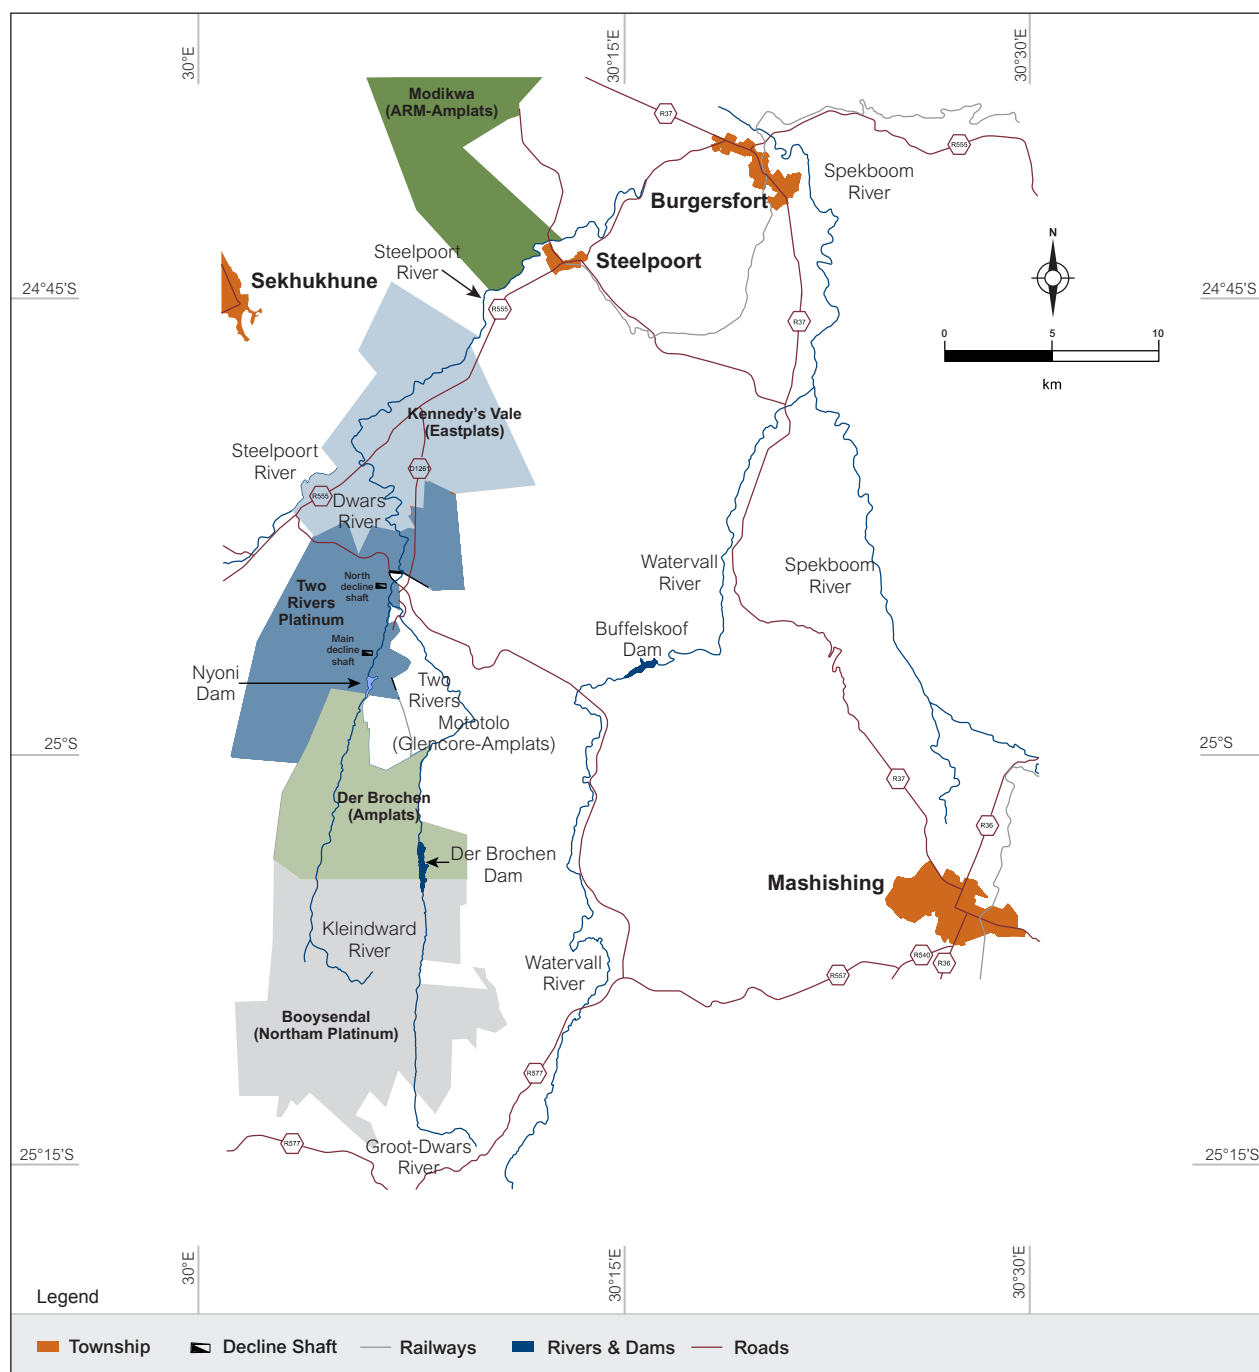 30°E
30°15'E
30°30'E
Modikwa
(ARM-Amplats)
R37
R555
Spekboom
River
Burgersfort
N
Steelpoort
River
Steelpoort
Sekhukhune
24°45'S
24°45'S
R555
R37
0
5
10
km
Kennedy's Vale
(Eastplats)
Steelpoort
River
D1261
R555
Dwars
River
Watervall
River
Spekboom
River
North
decline
shaft
Two
Rivers
Platinum
Main
decline
shaft
Buffelskoof
Dam
Nyoni
Dam
Two
Rivers
Mototolo
(Glencore-Amplats)
25°S
25°S
R37
Der Brochen
(Amplats)
R36
Der Brochen
Dam
Mashishing
Kleindward
River
Watervall
River
R540
R36
R557
Booysendal
(Northam Platinum)
R577
R577
Groot-Dwars
River
25°15'S
25°15'S
30°E
30°15'E
30°30'E
Legend
Township
Decline Shaft
Railways
Rivers & Dams
Roads